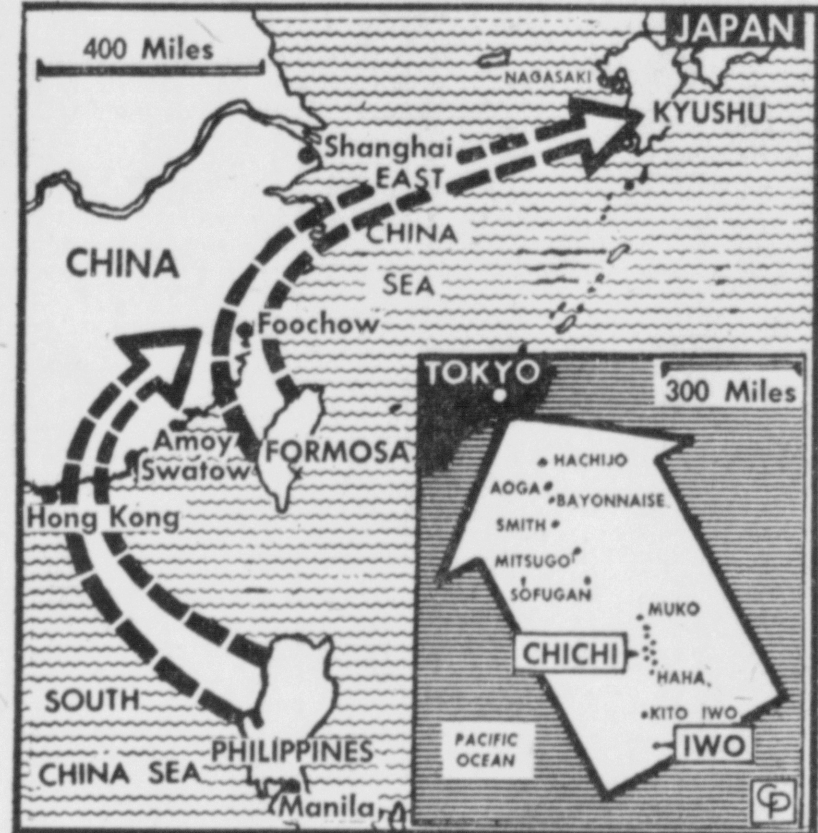 400 Miles
JAPAN
NAGASAKI
KYUSHU
Shanghai
EAST
CHINA
SEA
CHINA
Foochow
Amoy
Swatow
FORMOSA
Hong Kong
SOUTH
CHINA SEA
PHILIPPINES
Manila
TOKYO
300 Miles
HACHIJO
AOGA
BAYONNAISE
SMITH
MITSUGO
SOFUGAN
MUKO
CHICHI
HAHA
KITO IWO
IWO
PACIFIC
OCEAN
CP